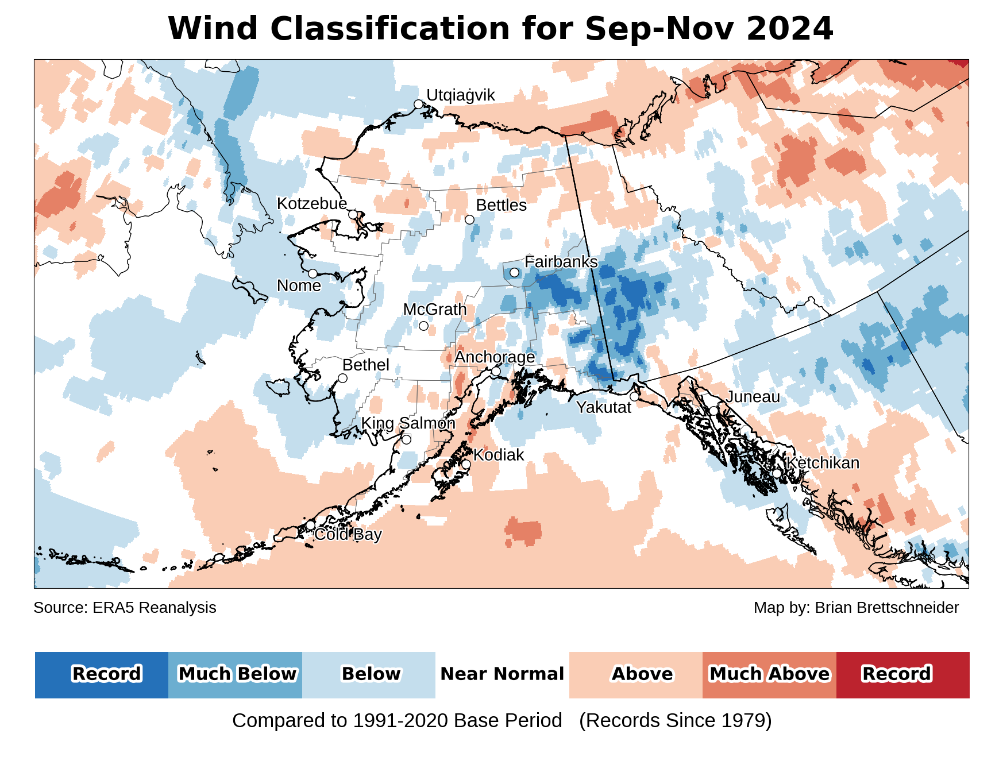 Wind Classification for Sep-Nov 2024
Utqiaġvik
Kotzebue
Bettles
Fairbanks
Nome
McGrath
Anchorage
Bethel
Juneau
Yakutat
King Salmon
Kodiak
Ketchikan
Cold Bay
Source: ERA5 Reanalysis
Map by: Brian Brettschneider
Record Much Below Below Near Normal Above Much Above Record
Compared to 1991-2020 Base Period (Records Since 1979)